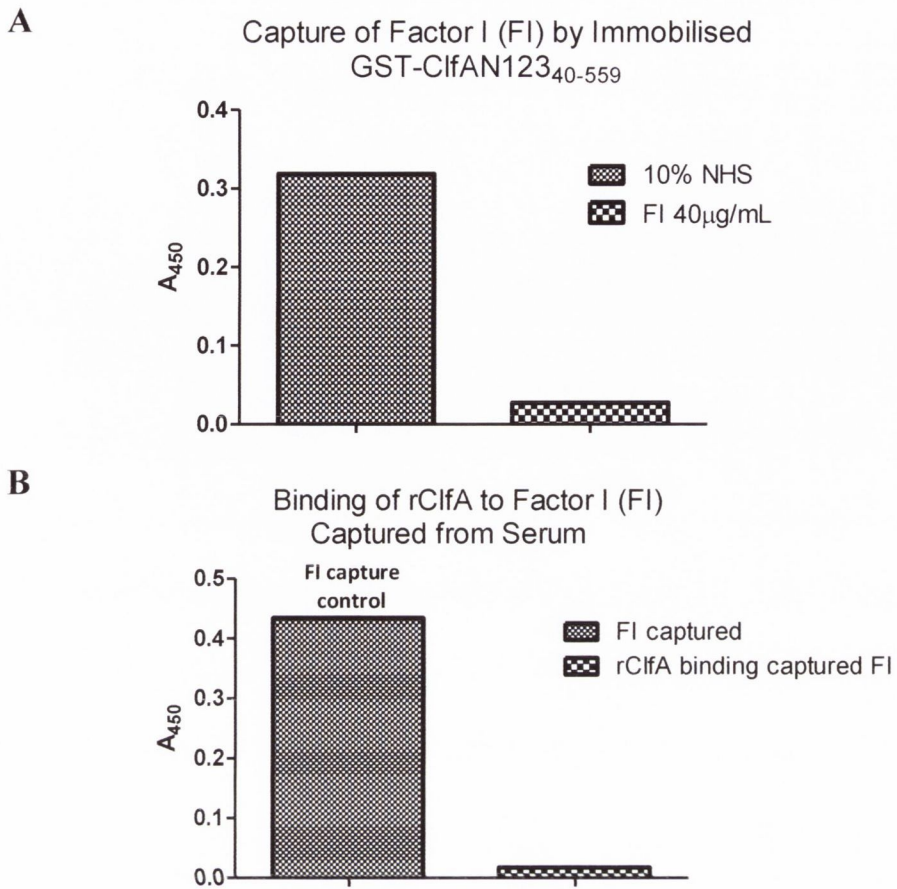 A
Capture of Factor I (FI) by Immobilised
GST-ClfAN123₄₀₋₅₅₉
0.4
0.3
0.2
0.1
0.0
A₄₅₀
10% NHS
FI 40µg/mL
B
Binding of rClfA to Factor I (FI)
Captured from Serum
0.5
0.4
0.3
0.2
0.1
0.0
A₄₅₀
FI capture
control
FI captured
rClfA binding captured FI